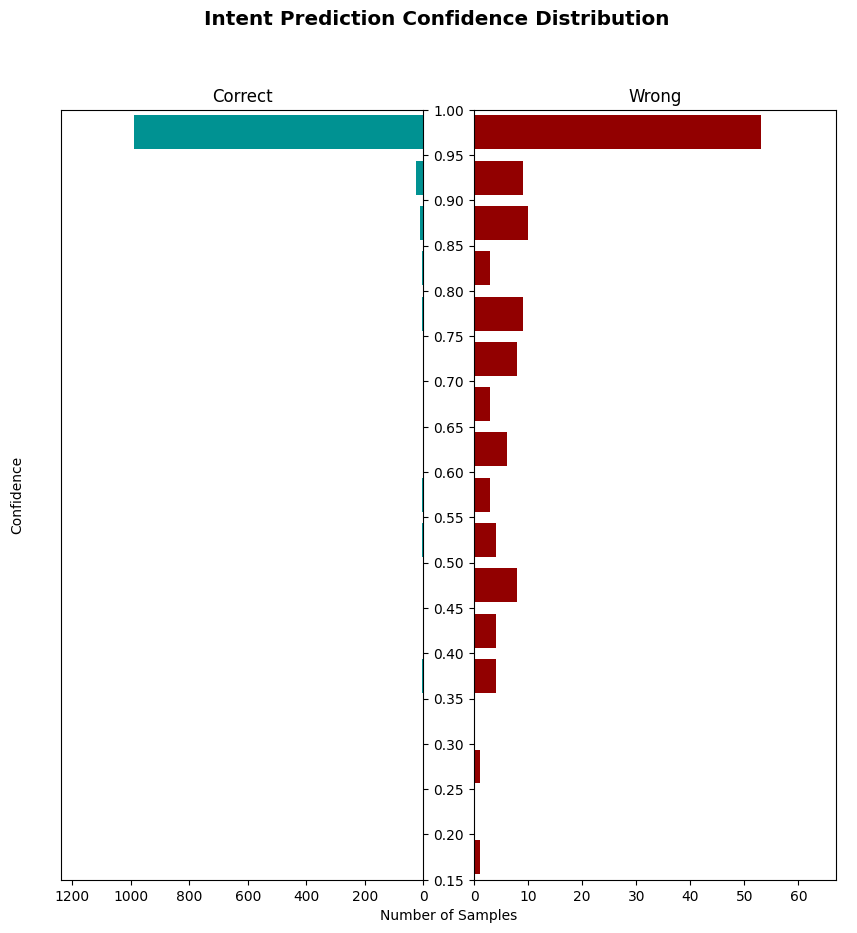 Intent Prediction Confidence Distribution
Correct
Wrong
Confidence
1.00
0.95
0.90
0.85
0.80
0.75
0.70
0.65
0.60
0.55
0.50
0.45
0.40
0.35
0.30
0.25
0.20
0.15
1200 1000 800 600 400 200 0
0 10 20 30 40 50 60
Number of Samples